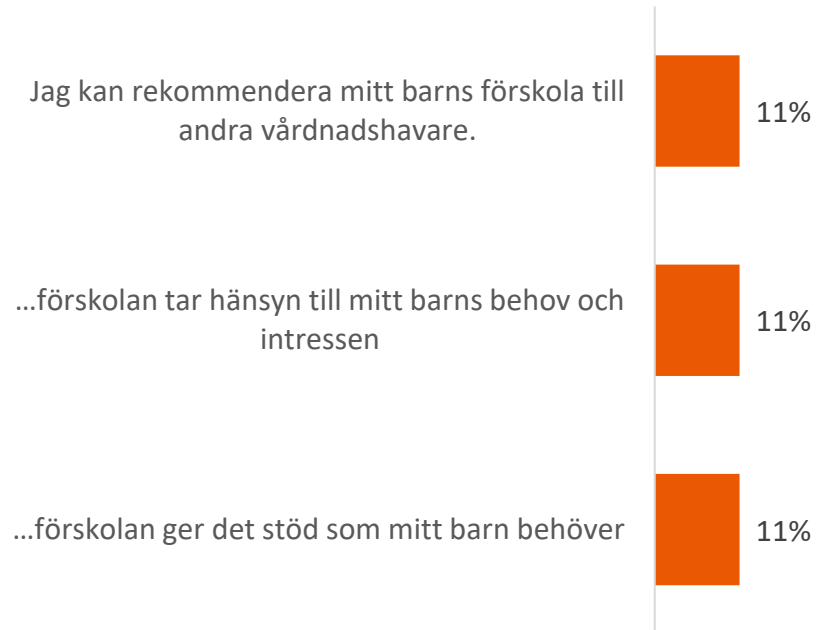 Jag kan rekommendera mitt barns förskola till
andra vårdnadshavare.
11%
...förskolan tar hänsyn till mitt barns behov och
intressen
11%
...förskolan ger det stöd som mitt barn behöver
11%